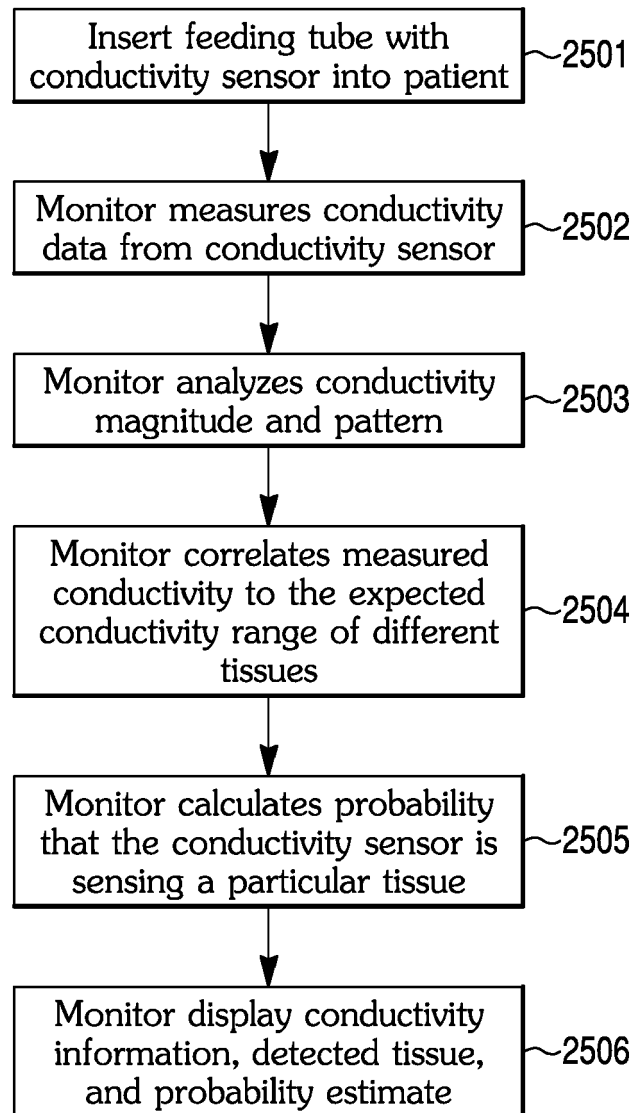 Insert feeding tube with
conductivity sensor into patient
2501
Monitor measures conductivity
data from conductivity sensor
2502
Monitor analyzes conductivity
magnitude and pattern
2503
Monitor correlates measured
conductivity to the expected
conductivity range of different
tissues
2504
Monitor calculates probability
that the conductivity sensor is
sensing a particular tissue
2505
Monitor display conductivity
information, detected tissue,
and probability estimate
2506